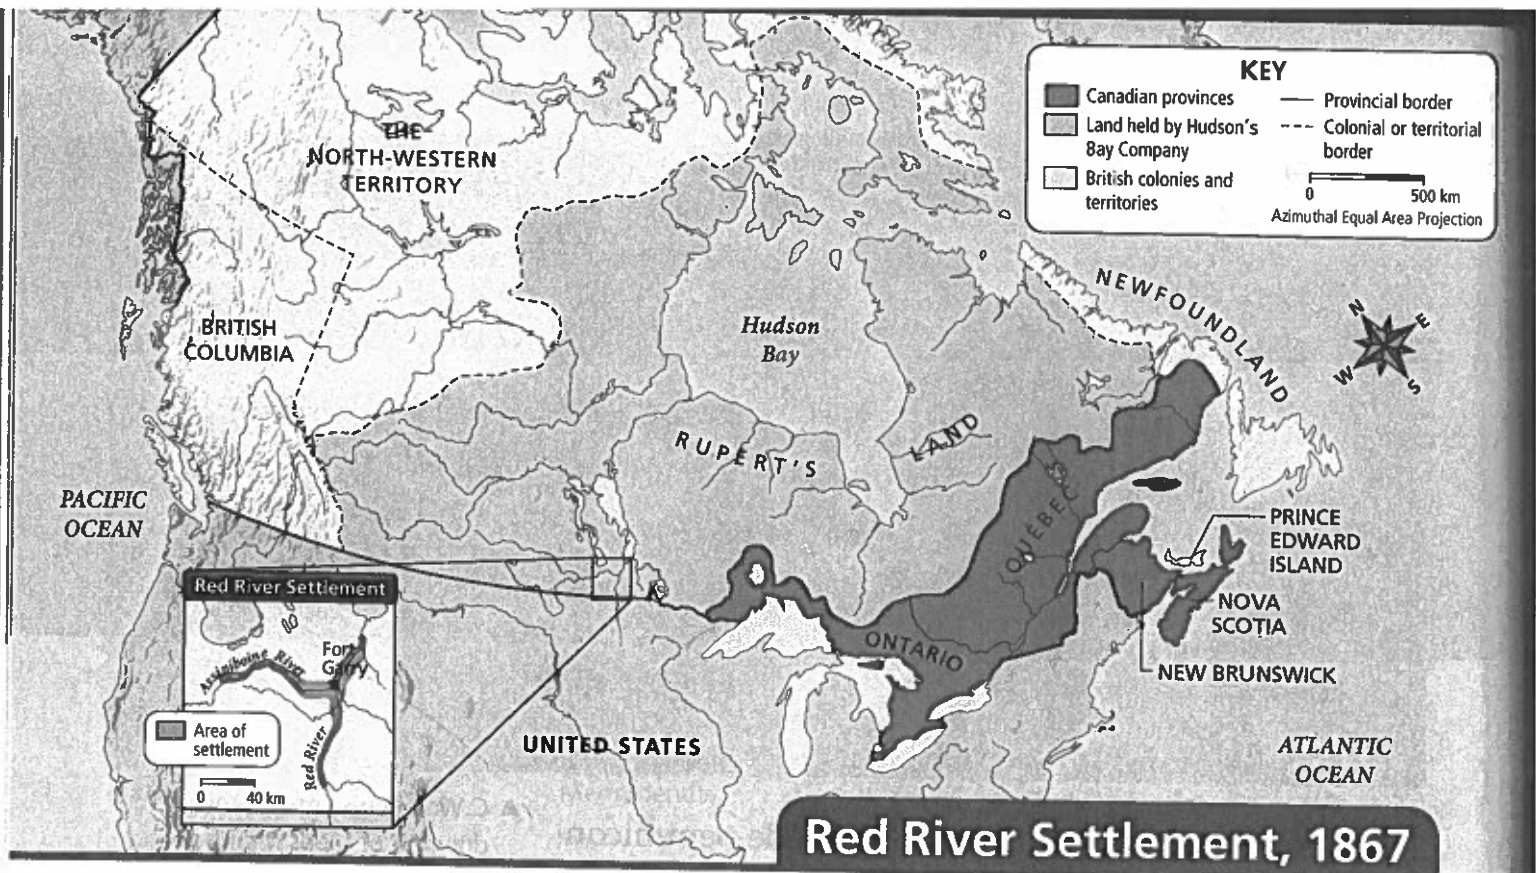 KEY
Canadian provinces
Land held by Hudson's
Bay Company
British colonies and
territories
Provincial border
Colonial or territorial
border
0 500 km
Azimuthal Equal Area Projection
THE
NORTH-WESTERN
TERRITORY
BRITISH
COLUMBIA
Hudson
Bay
NEWFOUNDLAND
N
E
W
S
RUPERT'S LAND
PACIFIC
OCEAN
QUÉBEC
PRINCE
EDWARD
ISLAND
NOVA
SCOTIA
NEW BRUNSWICK
ONTARIO
UNITED STATES
ATLANTIC
OCEAN
Red River Settlement
Fort
Garry
Assiniboine River
Red River
Area of
settlement
0 40 km
Red River Settlement, 1867